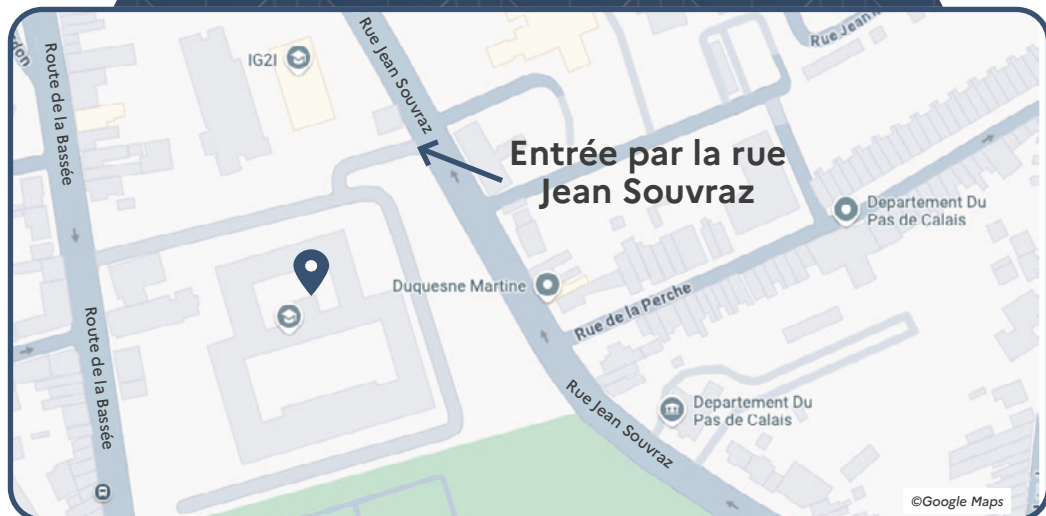 Route de la Bassée
IG2I
Rue Jean Souvraz
Rue Jean
Entrée par la rue
Jean Souvraz
Departement Du
Pas de Calais
Duquesne Martine
Rue de la Perche
Route de la Bassée
Rue Jean Souvraz
Departement Du
Pas de Calais
©Google Maps